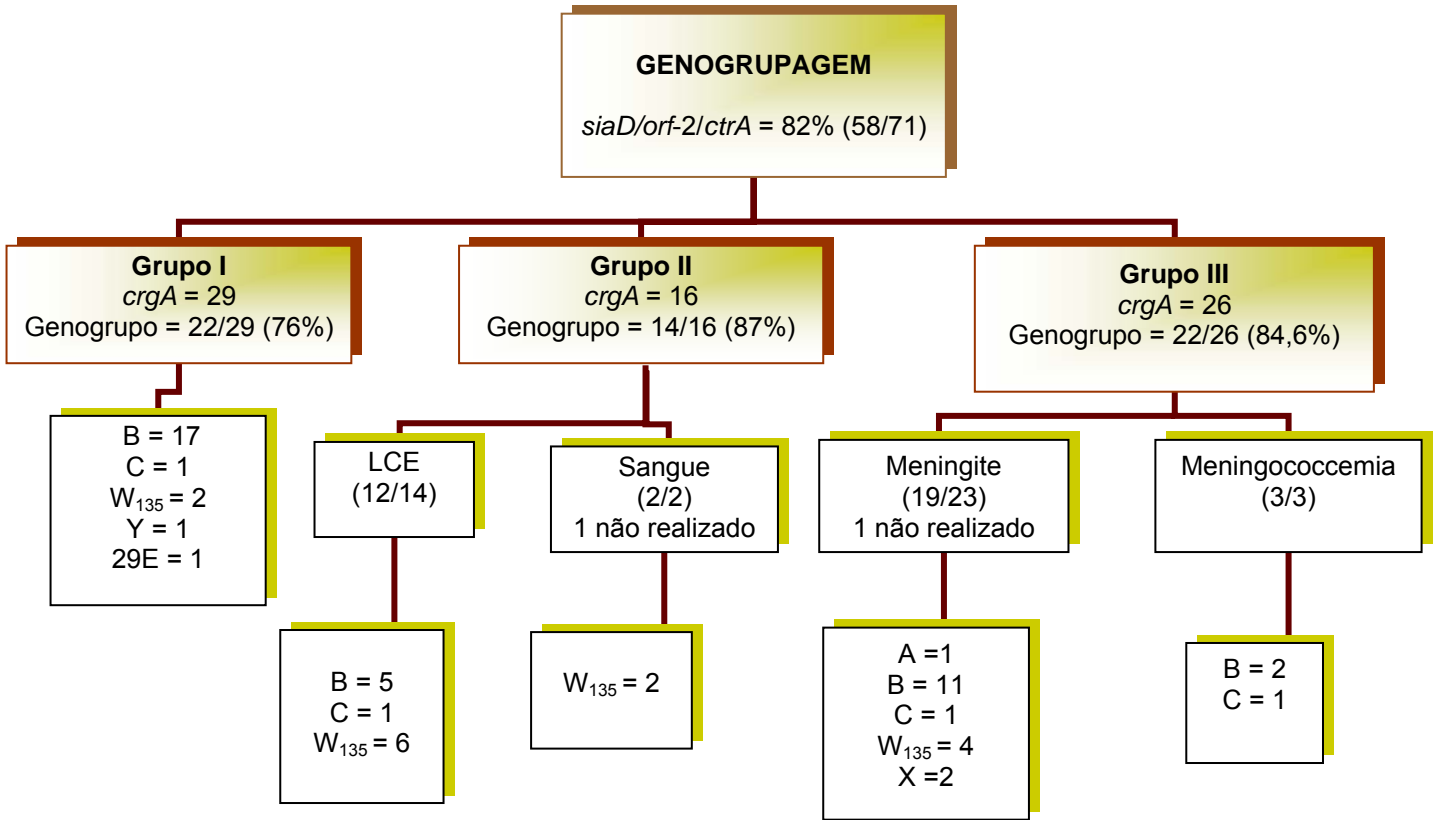 GENOGRUPAGEM
siaD/orf-2/ctrA = 82% (58/71)
Grupo I
crgA = 29
Genogrupo = 22/29 (76%)
Grupo II
crgA = 16
Genogrupo = 14/16 (87%)
Grupo III
crgA = 26
Genogrupo = 22/26 (84,6%)
B = 17
C = 1
W135 = 2
Y = 1
29E = 1
LCE
(12/14)
Sangue
(2/2)
1 não realizado
Meningite
(19/23)
1 não realizado
Meningococcemia
(3/3)
B = 5
C = 1
W135 = 6
W135 = 2
A =1
B = 11
C = 1
W135 = 4
X =2
B = 2
C = 1